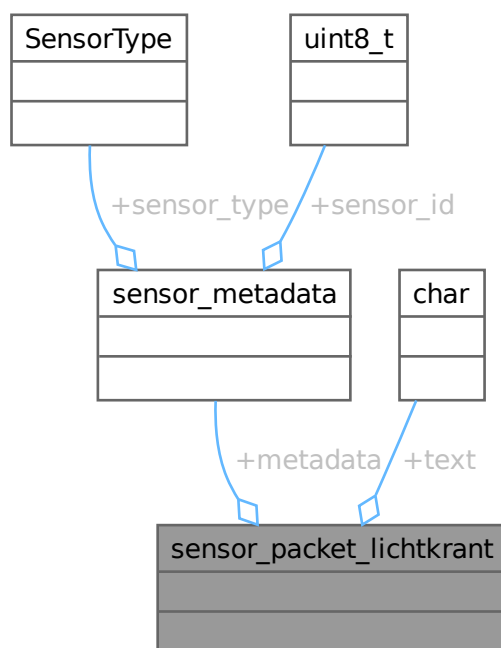 SensorType
uint8_t
+sensor_type
+sensor_id
sensor_metadata
char
+metadata
+text
sensor_packet_lichtkrant